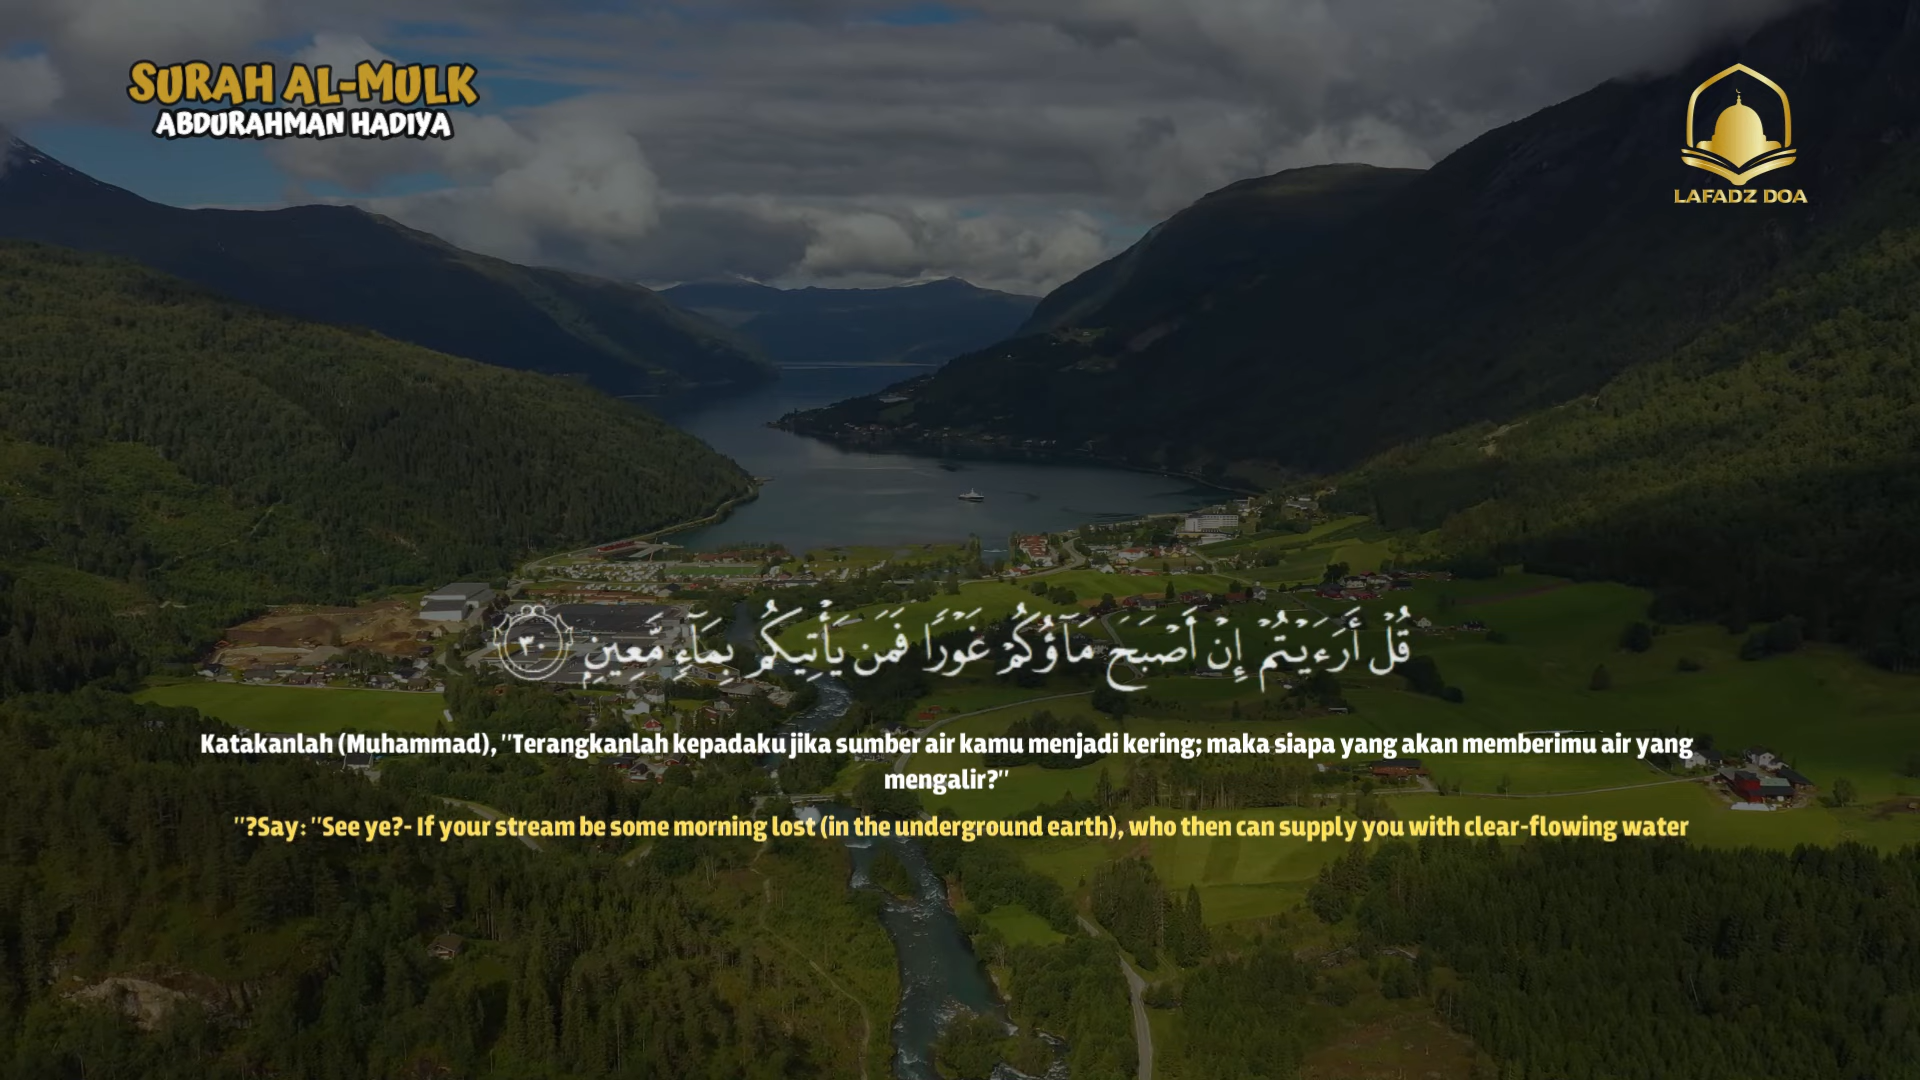 SURAH AL-MULK
ABDURAHMAN HADIYA
LAFADZ DOA
قُلْ أَرَءَيْتُمْ إِنْ أَصْبَحَ مَآؤُكُمْ غَوْرًا فَمَن يَأْتِيكُم بِمَآءٍ مَّعِينٍۭ ٣٠
Katakanlah (Muhammad), "Terangkanlah kepadaku jika sumber air kamu menjadi kering; maka siapa yang akan memberimu air yang
mengalir?"
"?Say: "See ye?- If your stream be some morning lost (in the underground earth), who then can supply you with clear-flowing water